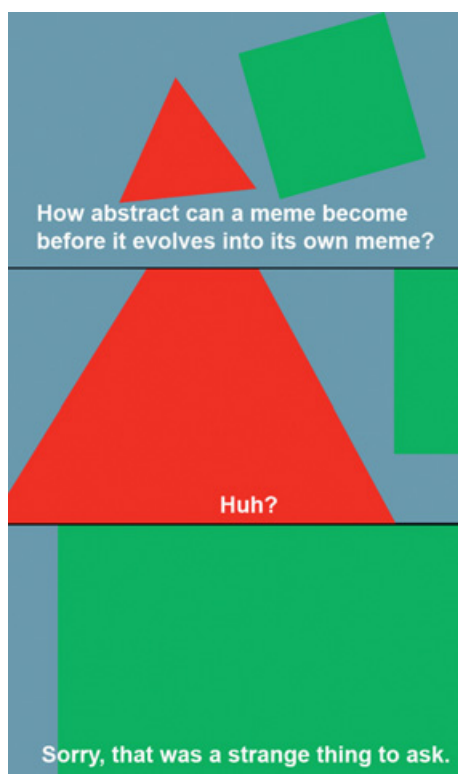 How abstract can a meme become
before it evolves into its own meme?
Huh?
Sorry, that was a strange thing to ask.